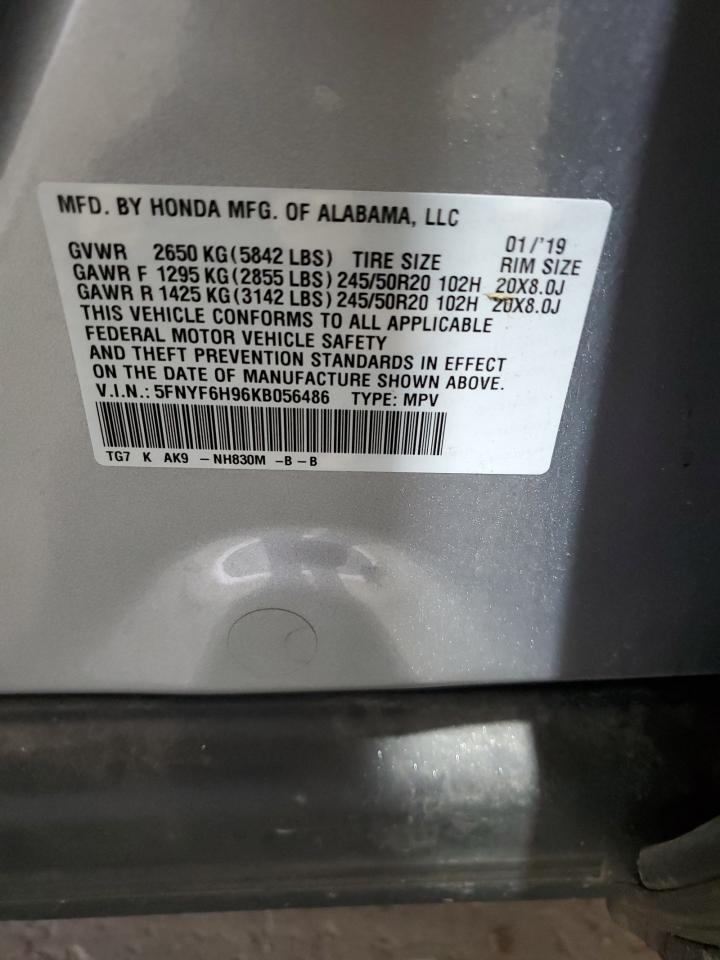 MFD. BY HONDA MFG. OF ALABAMA, LLC
01/'19
GVWR 2650 KG(5842 LBS) TIRE SIZE RIM SIZE
GAWR F 1295 KG(2855 LBS)245/50R20 102H 20X8.0J
GAWR R 1425 KG(3142 LBS)245/50R20 102H 20X8.0J
THIS VEHICLE CONFORMS TO ALL APPLICABLE
FEDERAL MOTOR VEHICLE SAFETY
AND THEFT PREVENTION STANDARDS IN EFFECT
ON THE DATE OF MANUFACTURE SHOWN ABOVE.
V.I.N.: 5FNYF6H96KB056486 TYPE: MPV
TG7 K AK9 -NH830M -B-B